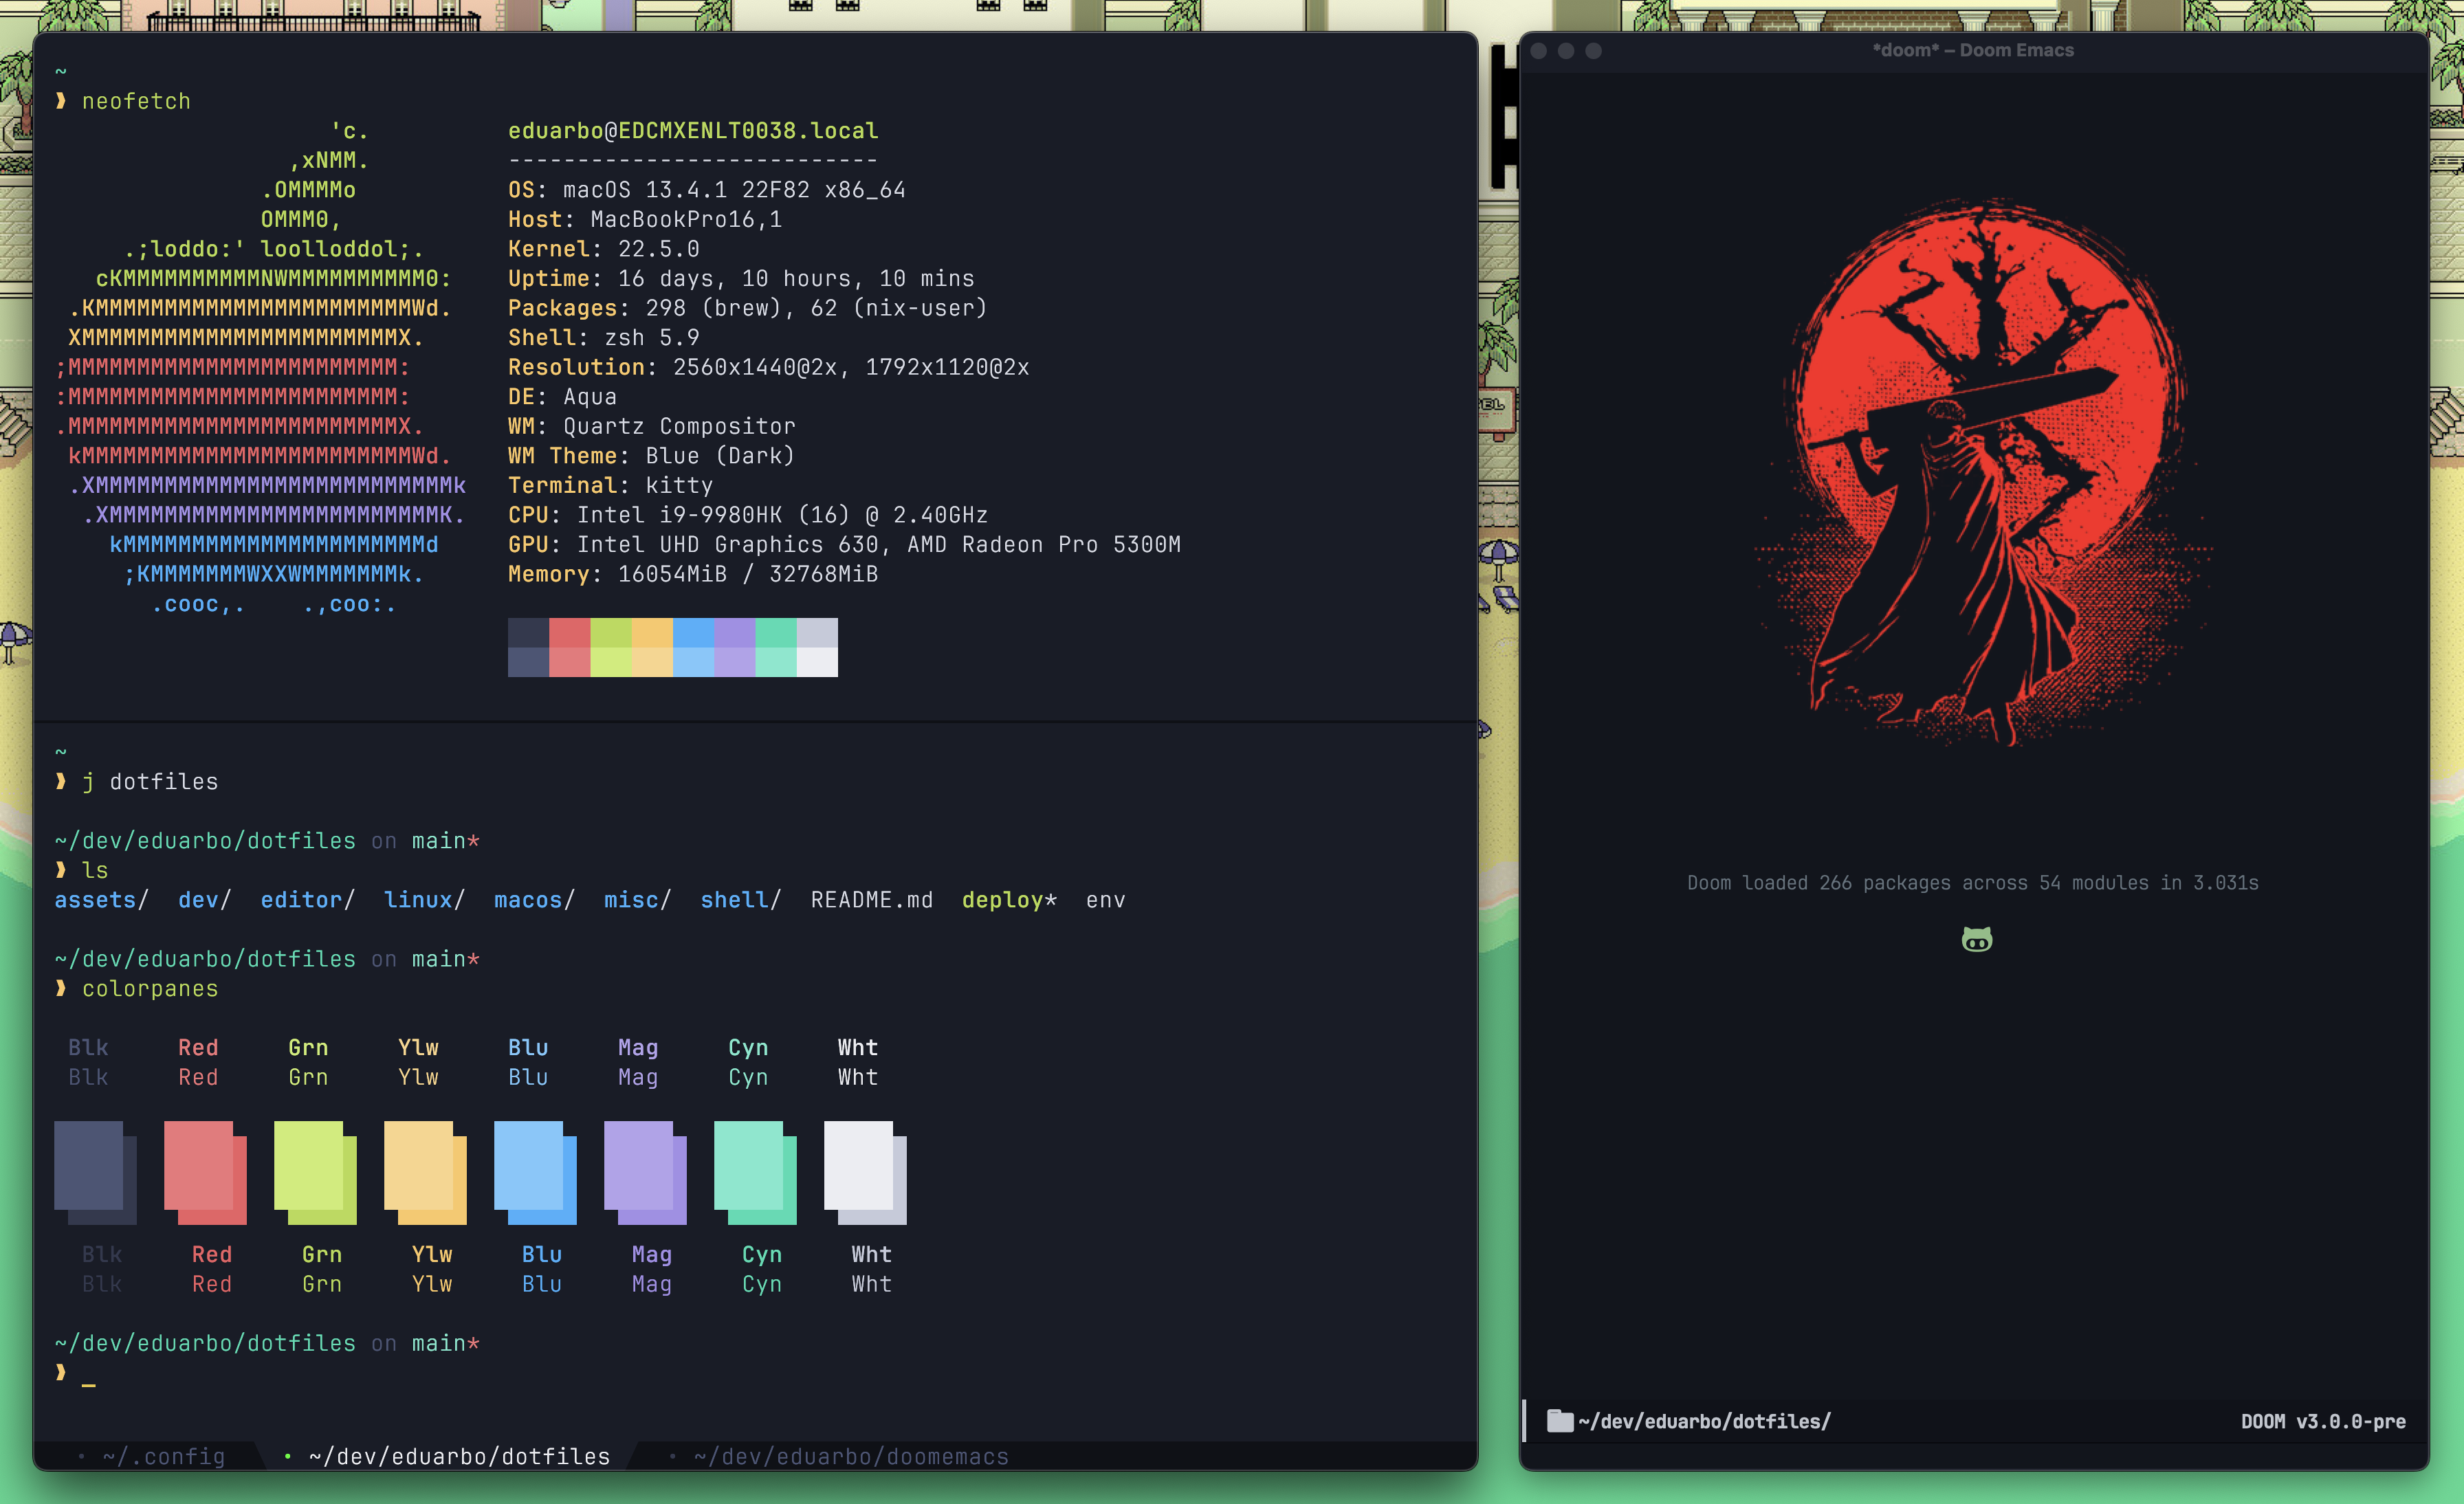 ~
❱ neofetch
'c.
,xNMM.
.OMMMMo
OMMM0,
.;loddo:' loolloddol;.
cKMMMMMMMMMMNWMMMMMMMMMM0:
.KMMMMMMMMMMMMMMMMMMMMMMMWd.
XMMMMMMMMMMMMMMMMMMMMMMMX.
;MMMMMMMMMMMMMMMMMMMMMMMM:
:MMMMMMMMMMMMMMMMMMMMMMMM:
.MMMMMMMMMMMMMMMMMMMMMMMMX.
kMMMMMMMMMMMMMMMMMMMMMMMMWd.
.XMMMMMMMMMMMMMMMMMMMMMMMMMMk
.XMMMMMMMMMMMMMMMMMMMMMMMMK.
kMMMMMMMMMMMMMMMMMMMMMMd
;KMMMMMMMWXXWMMMMMMMk.
.cooc,.    .,coo:.
eduarbo@EDCMXENLT0038.local
---------------------------
OS: macOS 13.4.1 22F82 x86_64
Host: MacBookPro16,1
Kernel: 22.5.0
Uptime: 16 days, 10 hours, 10 mins
Packages: 298 (brew), 62 (nix-user)
Shell: zsh 5.9
Resolution: 2560x1440@2x, 1792x1120@2x
DE: Aqua
WM: Quartz Compositor
WM Theme: Blue (Dark)
Terminal: kitty
CPU: Intel i9-9980HK (16) @ 2.40GHz
GPU: Intel UHD Graphics 630, AMD Radeon Pro 5300M
Memory: 16054MiB / 32768MiB
~
❱ j dotfiles
~/dev/eduarbo/dotfiles on main*
❱ ls
assets/  dev/  editor/  linux/  macos/  misc/  shell/  README.md  deploy*  env
~/dev/eduarbo/dotfiles on main*
❱ colorpanes
Blk Red Grn Ylw Blu Mag Cyn Wht
Blk Red Grn Ylw Blu Mag Cyn Wht
Blk Red Grn Ylw Blu Mag Cyn Wht
Blk Red Grn Ylw Blu Mag Cyn Wht
~/dev/eduarbo/dotfiles on main*
❱ _
• ~/.config • ~/dev/eduarbo/dotfiles • ~/dev/eduarbo/doomemacs
*doom* – Doom Emacs
Doom loaded 266 packages across 54 modules in 3.031s
~/dev/eduarbo/dotfiles/
DOOM v3.0.0-pre